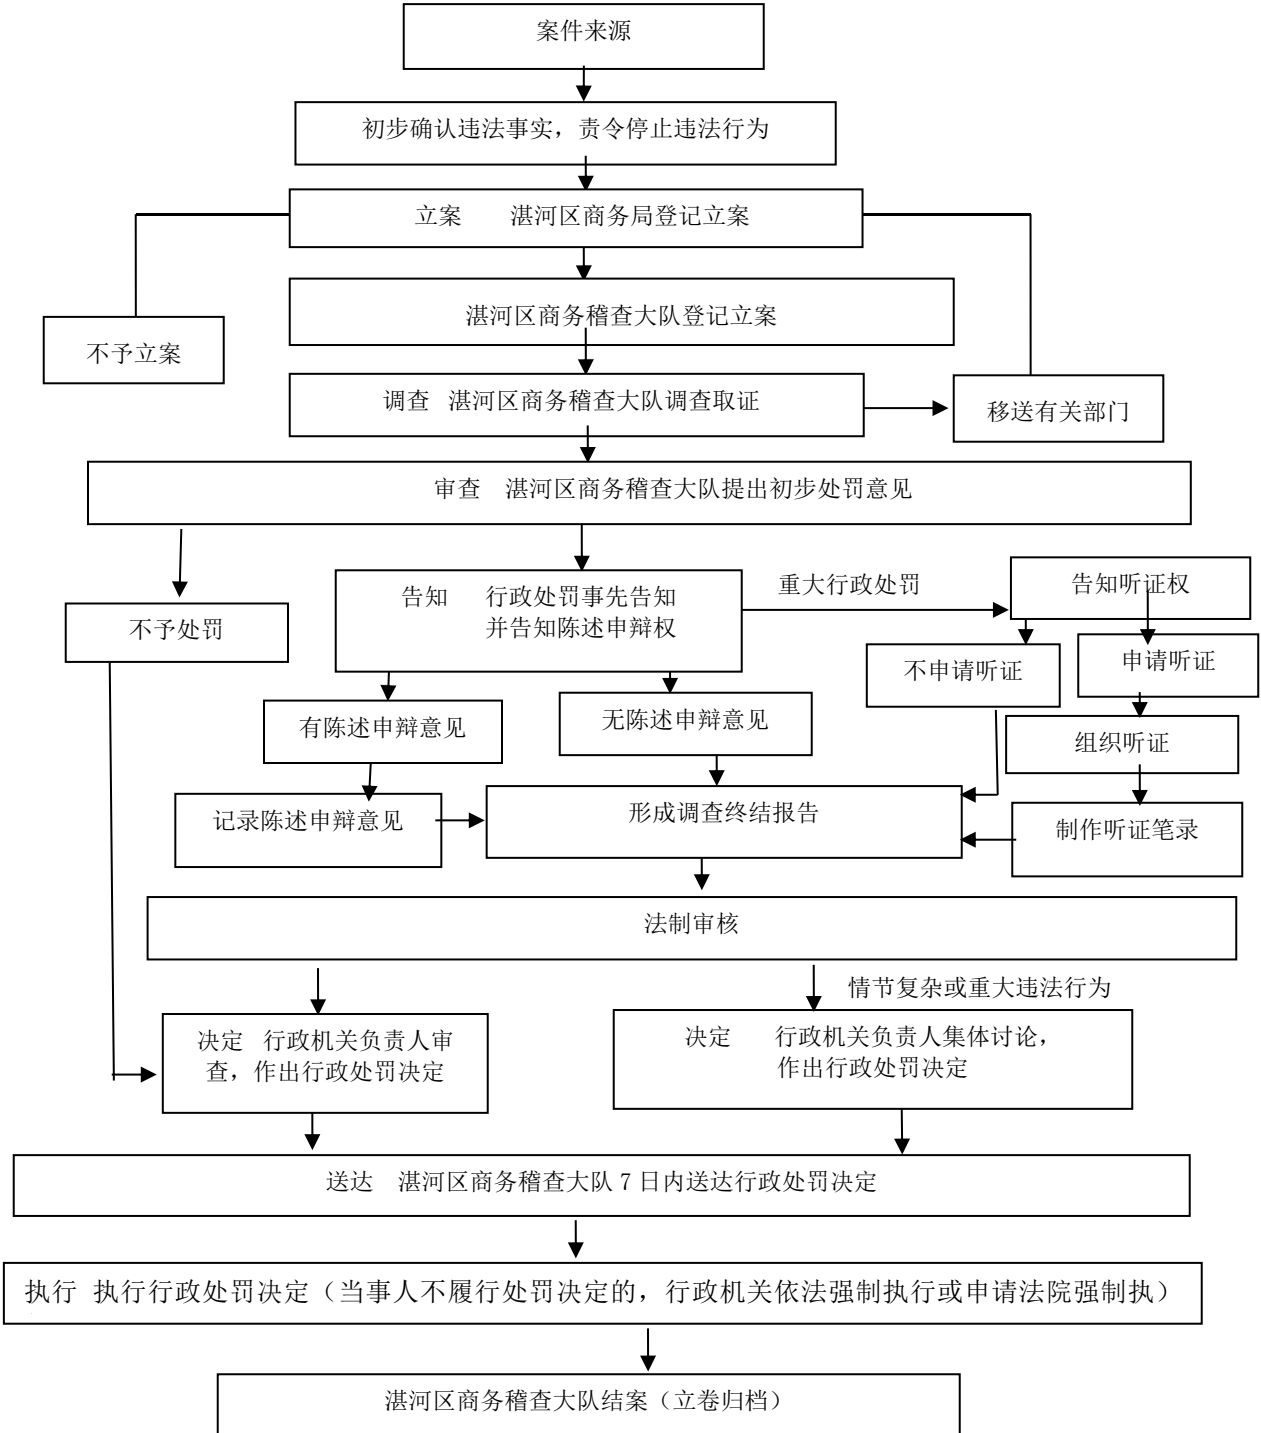 案件来源
初步确认违法事实，责令停止违法行为
立案 湛河区商务局登记立案
湛河区商务稽查大队登记立案
不予立案
调查 湛河区商务稽查大队调查取证
移送有关部门
审查 湛河区商务稽查大队提出初步处罚意见
不予处罚
告知 行政处罚事先告知
并告知陈述申辩权
重大行政处罚
告知听证权
不申请听证
申请听证
有陈述申辩意见
无陈述申辩意见
组织听证
记录陈述申辩意见
形成调查终结报告
制作听证笔录
法制审核
情节复杂或重大违法行为
决定 行政机关负责人审
查，作出行政处罚决定
决定 行政机关负责人集体讨论，
作出行政处罚决定
送达 湛河区商务稽查大队7日内送达行政处罚决定
执行 执行行政处罚决定（当事人不履行处罚决定的，行政机关依法强制执行或申请法院强制执）
湛河区商务稽查大队结案（立卷归档）